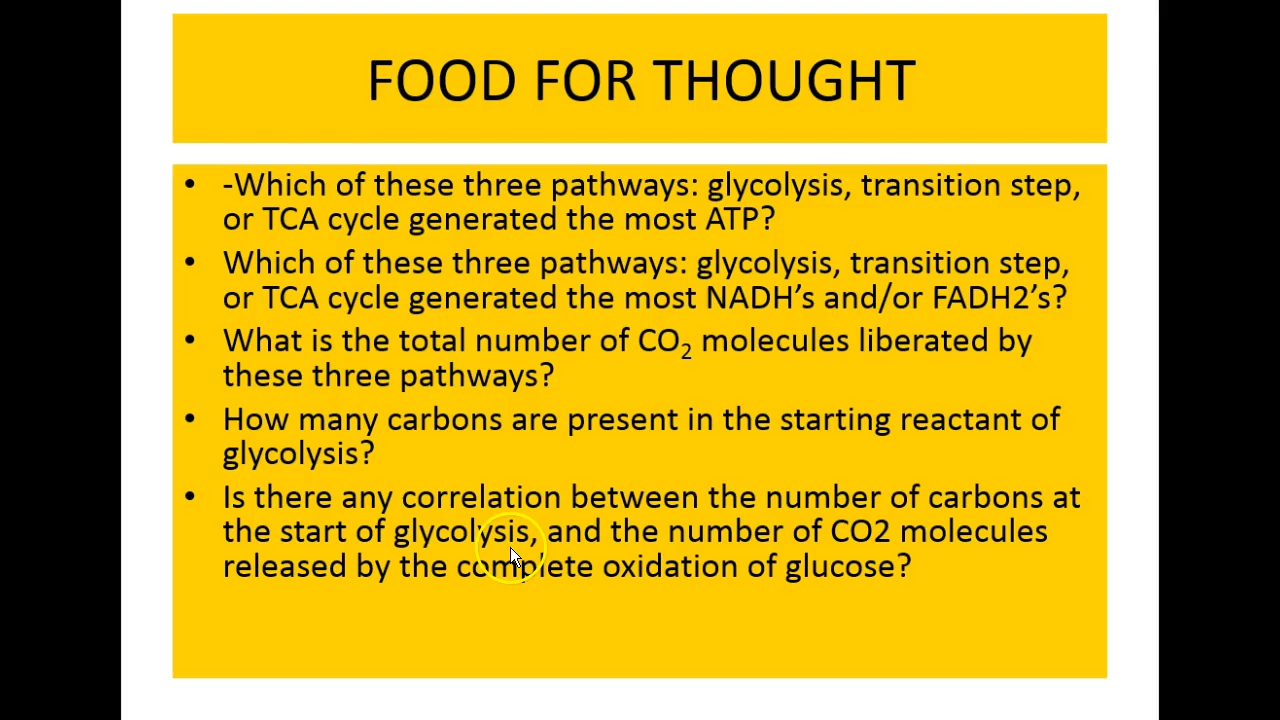 FOOD FOR THOUGHT
• -Which of these three pathways: glycolysis, transition step,
or TCA cycle generated the most ATP?
• Which of these three pathways: glycolysis, transition step,
or TCA cycle generated the most NADH’s and/or FADH2’s?
• What is the total number of CO₂ molecules liberated by
these three pathways?
• How many carbons are present in the starting reactant of
glycolysis?
• Is there any correlation between the number of carbons at
the start of glycolysis, and the number of CO2 molecules
released by the complete oxidation of glucose?